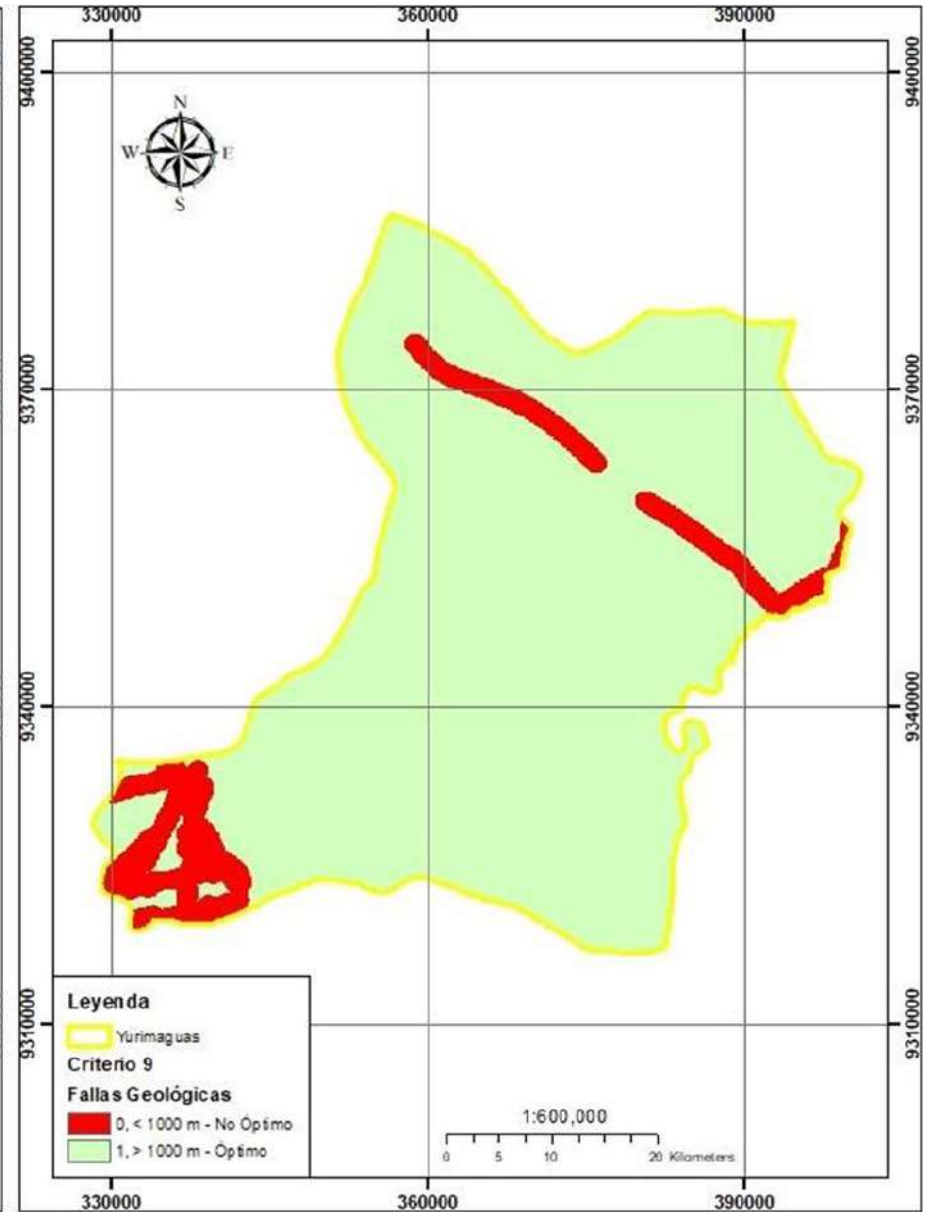 330000 360000 390000
9400000 9400000
N
W E
S
9370000 9370000
9340000 9340000
9310000 9310000
Leyenda
Yurimaguas
Criterio 9
Fallas Geológicas
0, < 1000 m - No Óptimo
1, > 1000 m - Óptimo
1:600,000
0 5 10 20 Kilometers
330000 360000 390000